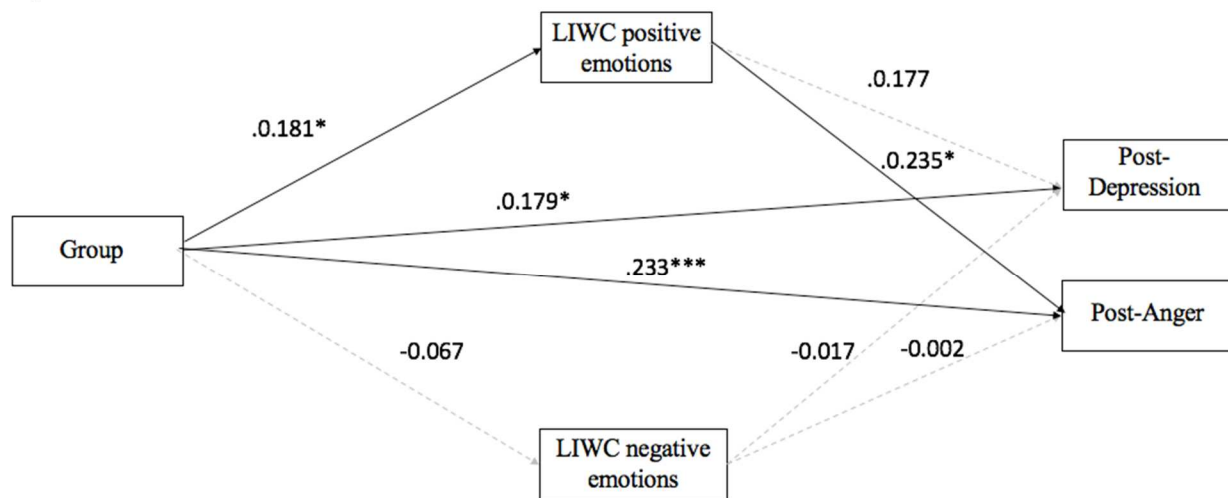 LIWC positive
emotions
.0.177
.0.181*
.0.235*
Post-
Depression
.0.179*
Group
.233***
Post-Anger
-0.067
-0.017
-0.002
LIWC negative
emotions